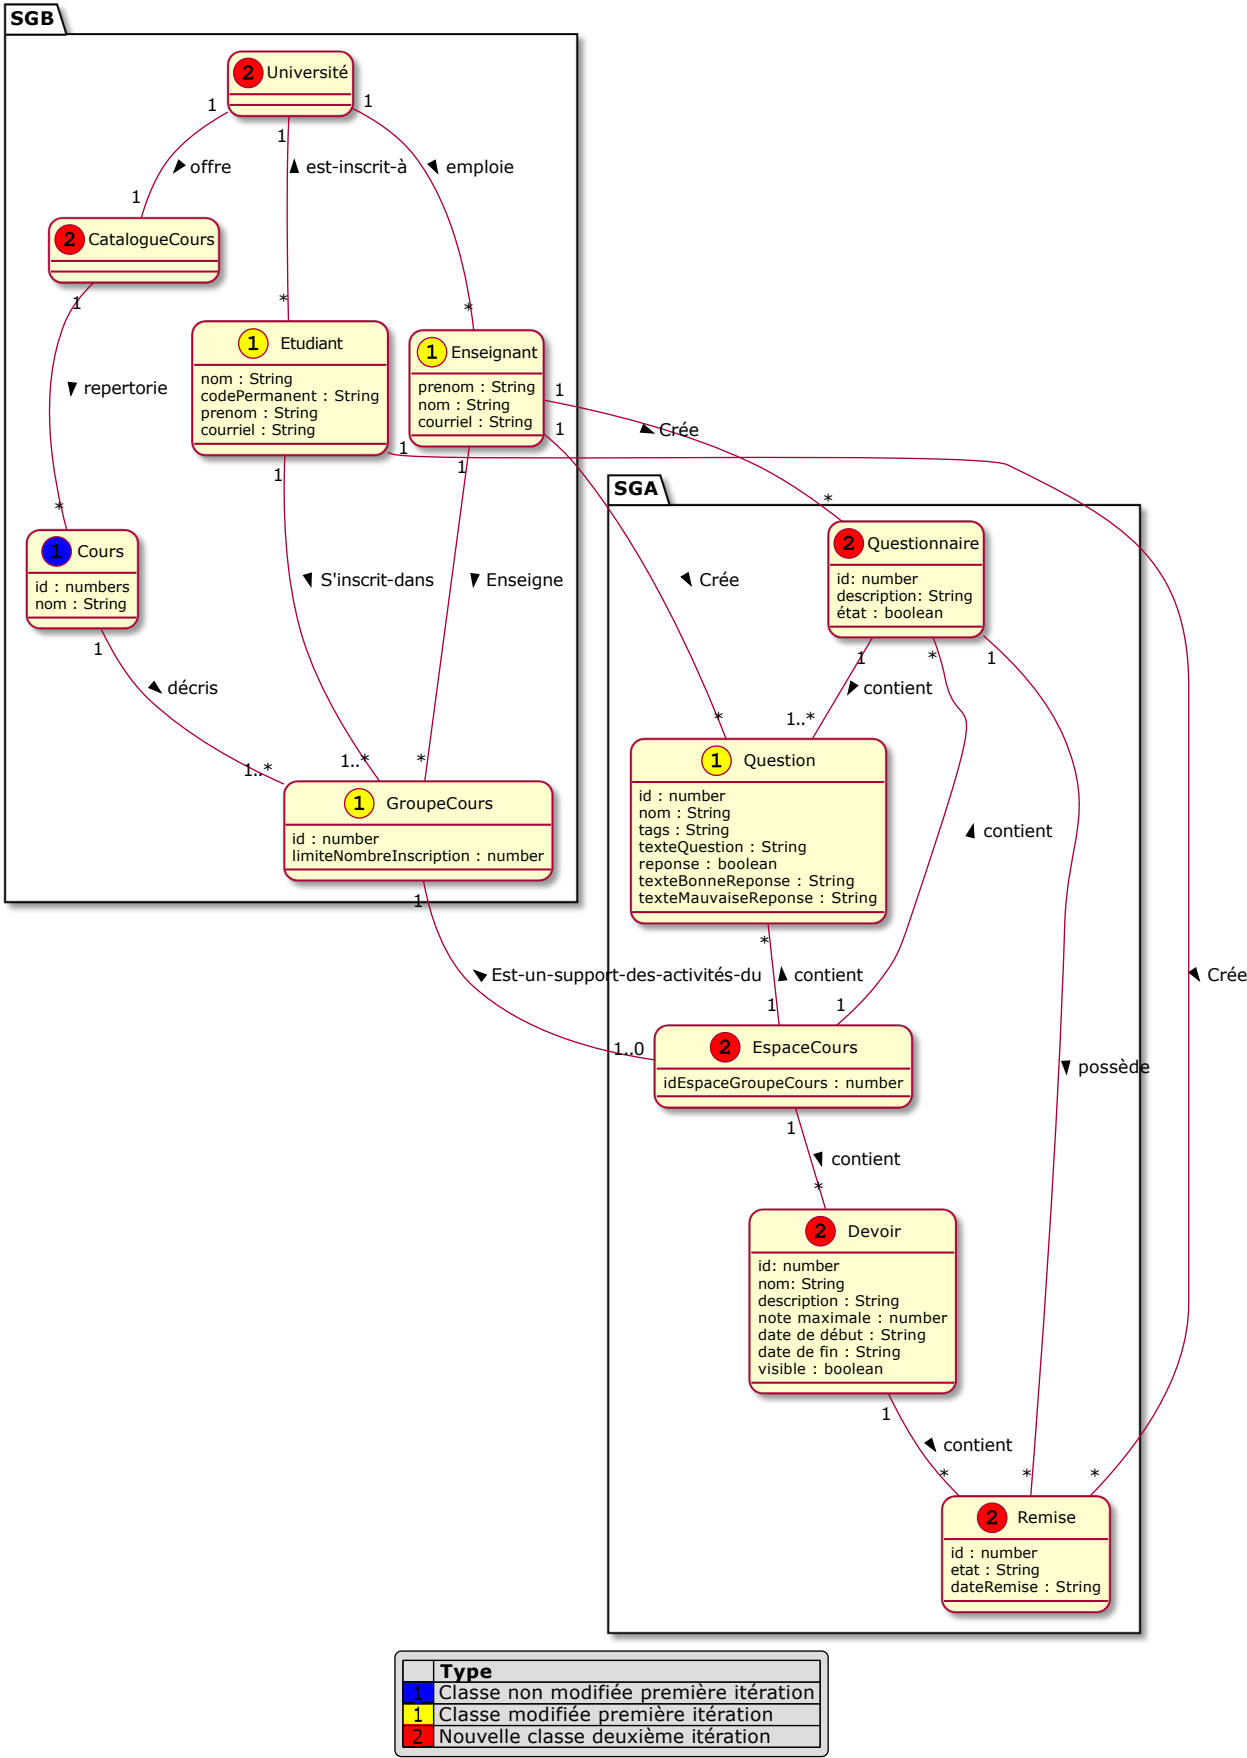 SGB
2 Université
1
1
1
offre
est-inscrit-à
emploie
1
2 CatalogueCours
1
*
*
1 Etudiant
nom : String
codePermanent : String
prenom : String
courriel : String
1 Enseignant
prenom : String
nom : String
courriel : String
repertorie
1
Crée
1
1
1
1
SGA
*
*
1 Cours
id : numbers
nom : String
2 Questionnaire
id: number
description: String
état : boolean
S'inscrit-dans
Enseigne
Crée
1
1
*
1
décris
contient
*
1..*
1..*
1..*
*
1 GroupeCours
id : number
limiteNombreInscription : number
1 Question
id : number
nom : String
tags : String
texteQuestion : String
reponse : boolean
texteBonneReponse : String
texteMauvaiseReponse : String
contient
1
*
Est-un-support-des-activités-du
contient
Crée
1
1
1..0
2 EspaceCours
idEspaceGroupeCours : number
possède
1
contient
*
2 Devoir
id: number
nom: String
description : String
note maximale : number
date de début : String
date de fin : String
visible : boolean
1
contient
*
*
*
2 Remise
id : number
etat : String
dateRemise : String
Type
1 Classe non modifiée première itération
1 Classe modifiée première itération
2 Nouvelle classe deuxième itération